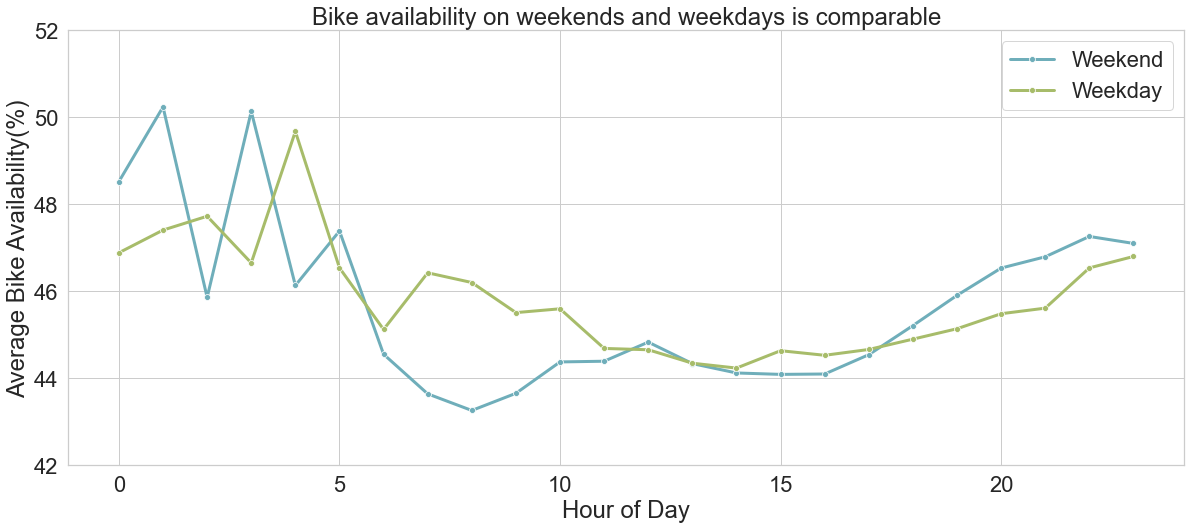 Bike availability on weekends and weekdays is comparable
52
50
48
46
44
42
Average Bike Availability(%)
Weekend
Weekday
0 5 10 15 20
Hour of Day